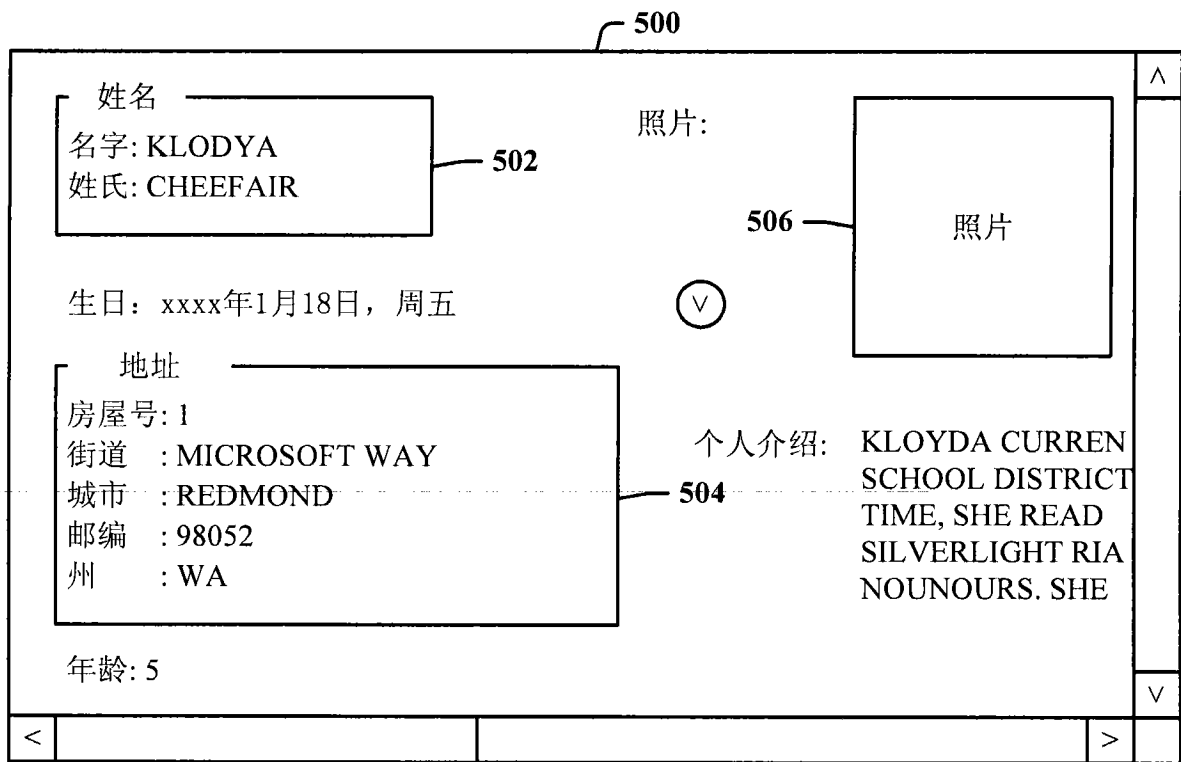 500
姓名
名字: KLODYA
姓氏: CHEEFAIR
502
照片:
506
照片
生日：xxxx年1月18日，周五
V
地址
房屋号: 1
街道 : MICROSOFT WAY
城市 : REDMOND
邮编 : 98052
州 : WA
504
个人介绍:
KLOYDA CURREN
SCHOOL DISTRICT
TIME, SHE READ
SILVERLIGHT RIA
NOUNOURS. SHE
年龄: 5